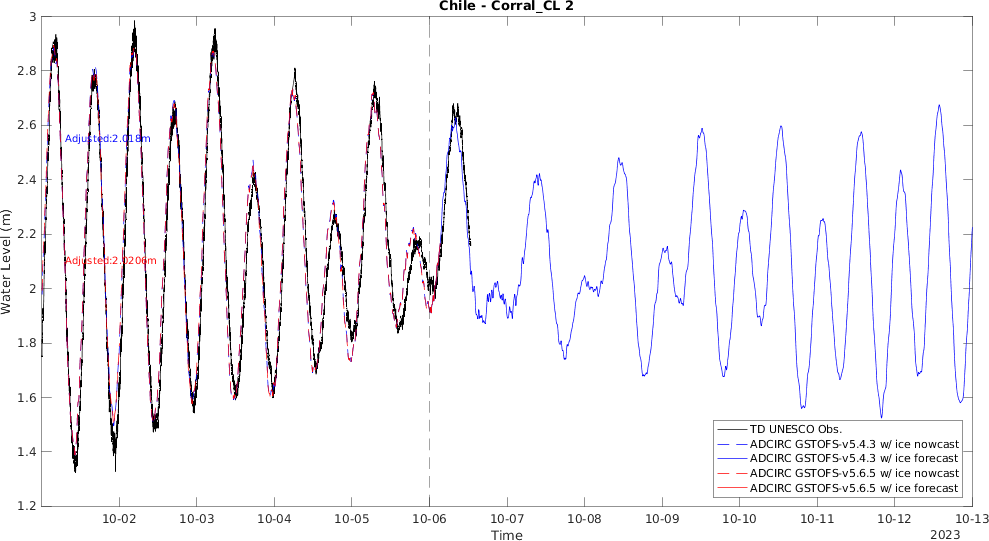 Chile - Corral_CL 2
3
2.8
2.6
2.4
2.2
2
1.8
1.6
1.4
1.2
Water Level (m)
Adjusted:2.018m
Adjusted:2.0206m
TD UNESCO Obs.
ADCIRC GSTOFS-v5.4.3 w/ ice nowcast
ADCIRC GSTOFS-v5.4.3 w/ ice forecast
ADCIRC GSTOFS-v5.6.5 w/ ice nowcast
ADCIRC GSTOFS-v5.6.5 w/ ice forecast
10-02 10-03 10-04 10-05 10-06 10-07 10-08 10-09 10-10 10-11 10-12 10-13
Time
2023